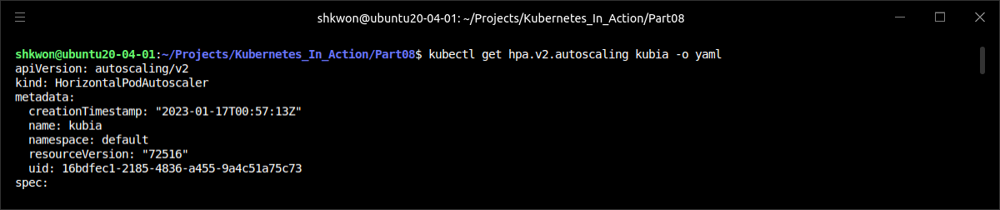 shkwon@ubuntu20-04-01: ~/Projects/Kubernetes_In_Action/Part08
shkwon@ubuntu20-04-01:~/Projects/Kubernetes_In_Action/Part08$ kubectl get hpa.v2.autoscaling kubia -o yaml
apiVersion: autoscaling/v2
kind: HorizontalPodAutoscaler
metadata:
  creationTimestamp: "2023-01-17T00:57:13Z"
  name: kubia
  namespace: default
  resourceVersion: "72516"
  uid: 16bdfec1-2185-4836-a455-9a4c51a75c73
spec: